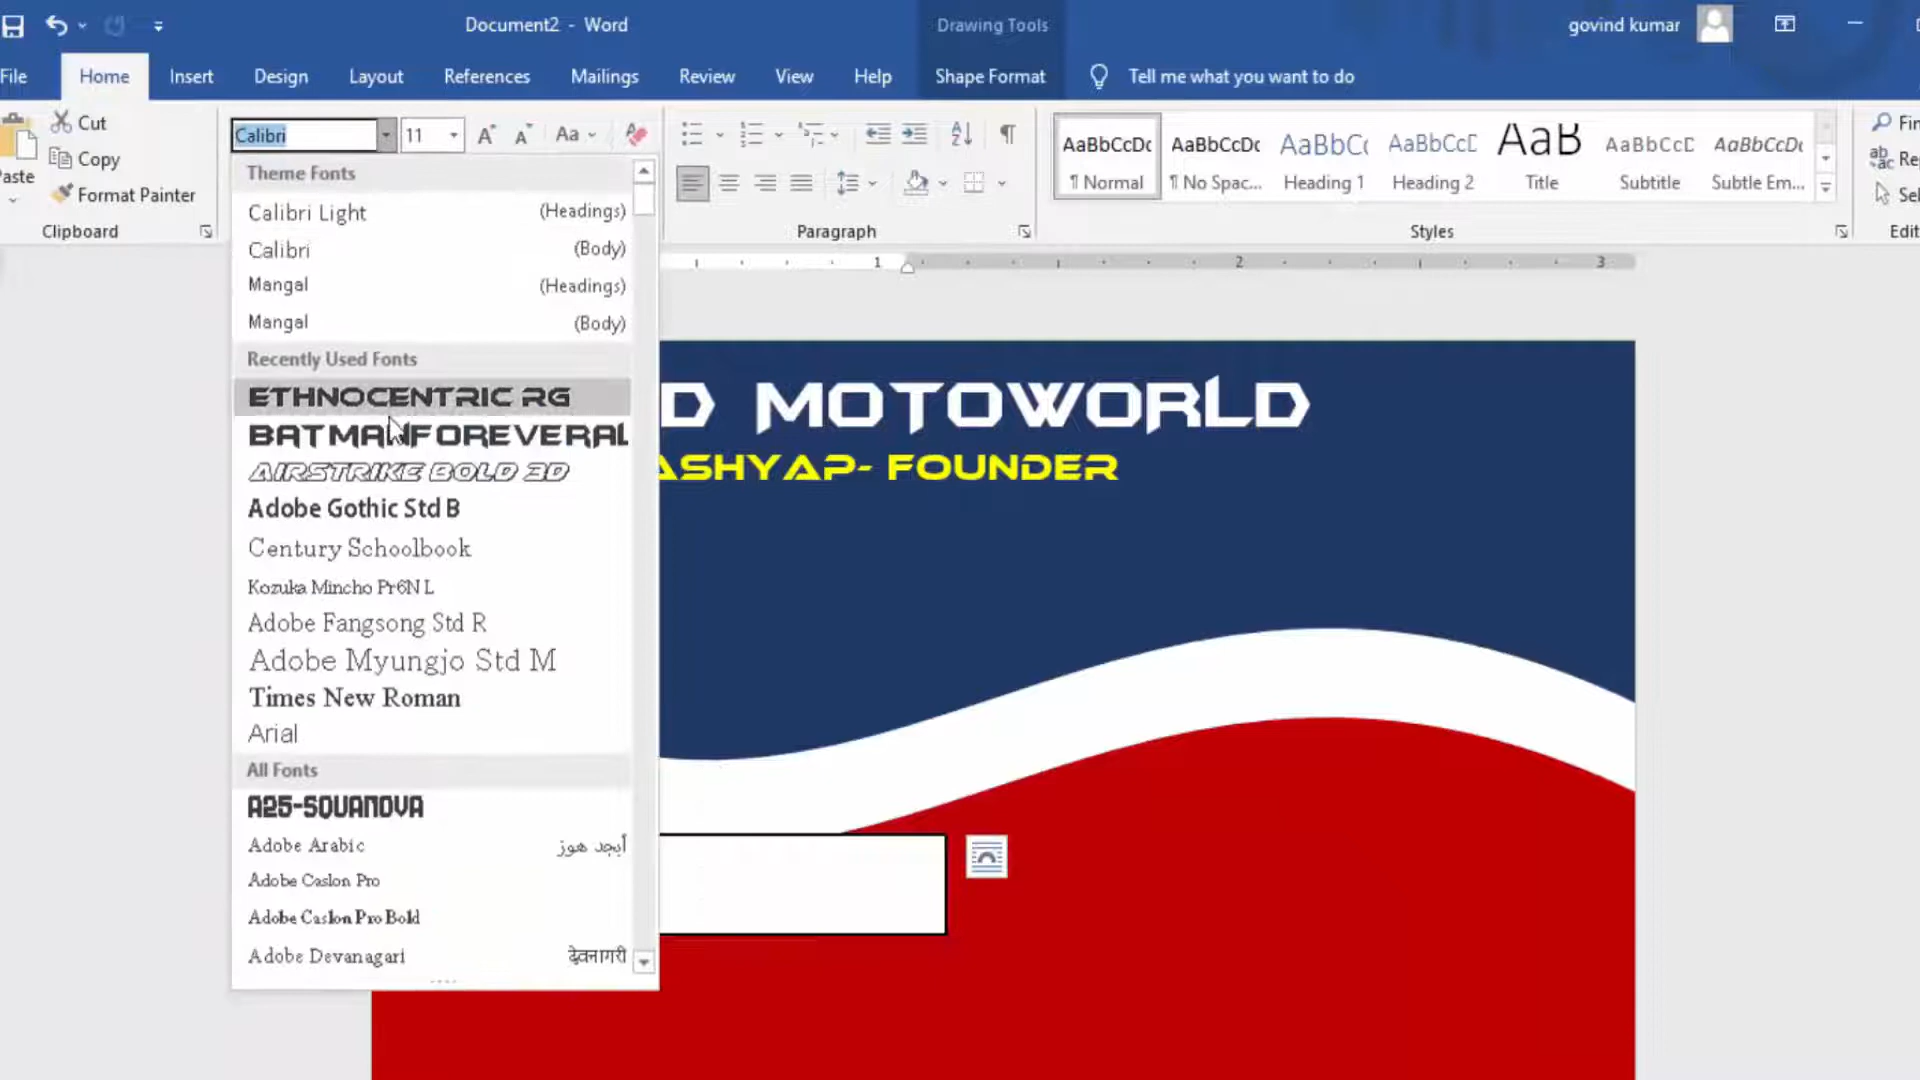 Document2 - Word
Drawing Tools
govind kumar
File Home Insert Design Layout References Mailings Review View Help Shape Format Tell me what you want to do
Cut
Copy
Format Painter
Clipboard
Calibri 11 Aa
Paragraph
AaBbCcDc AaBbCcDc AaBbCc AaBbCcD AaB AaBbCcD AaBbCcDc
¶ Normal ¶ No Spac... Heading 1 Heading 2 Title Subtitle Subtle Em...
Styles
1 2 3
Theme Fonts
Calibri Light (Headings)
Calibri (Body)
Mangal (Headings)
Mangal (Body)
Recently Used Fonts
ETHNOCENTRIC RG
BATMANFOREVERAL
AIRSTRIKE BOLD 3D
Adobe Gothic Std B
Century Schoolbook
Kozuka Mincho Pr6N L
Adobe Fangsong Std R
Adobe Myungjo Std M
Times New Roman
Arial
All Fonts
A25-SQUANOVA
Adobe Arabic أبجد هوز
Adobe Caslon Pro
Adobe Caslon Pro Bold
Adobe Devanagari देवनागरी
D MOTOWORLD
ASHYAP- FOUNDER